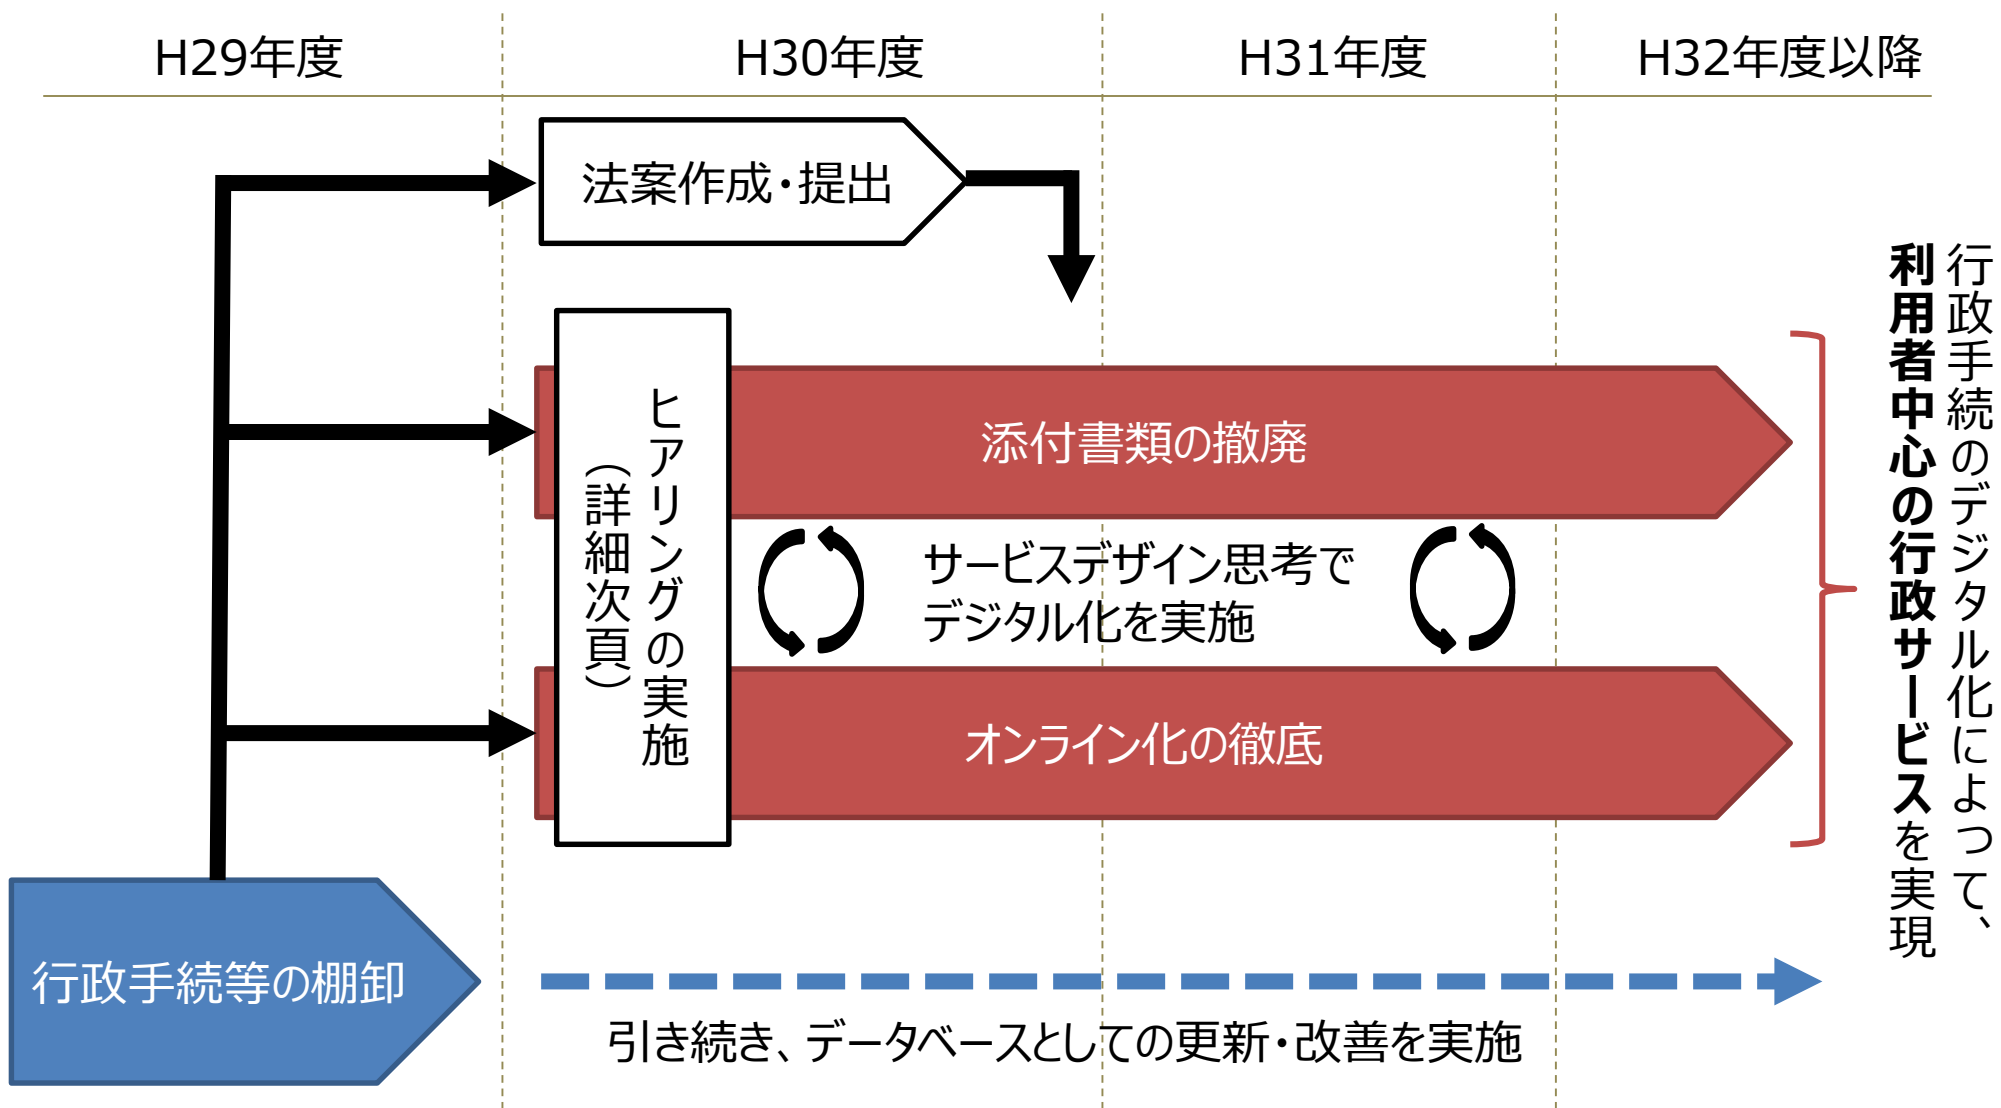 H29年度
H30年度
H31年度
H32年度以降
法案作成・提出
ヒアリングの実施
（詳細次頁）
添付書類の撤廃
サービスデザイン思考で
デジタル化を実施
オンライン化の徹底
行政手続のデジタル化によって、
利用者中心の行政サービスを実現
行政手続等の棚卸
引き続き、データベースとしての更新・改善を実施